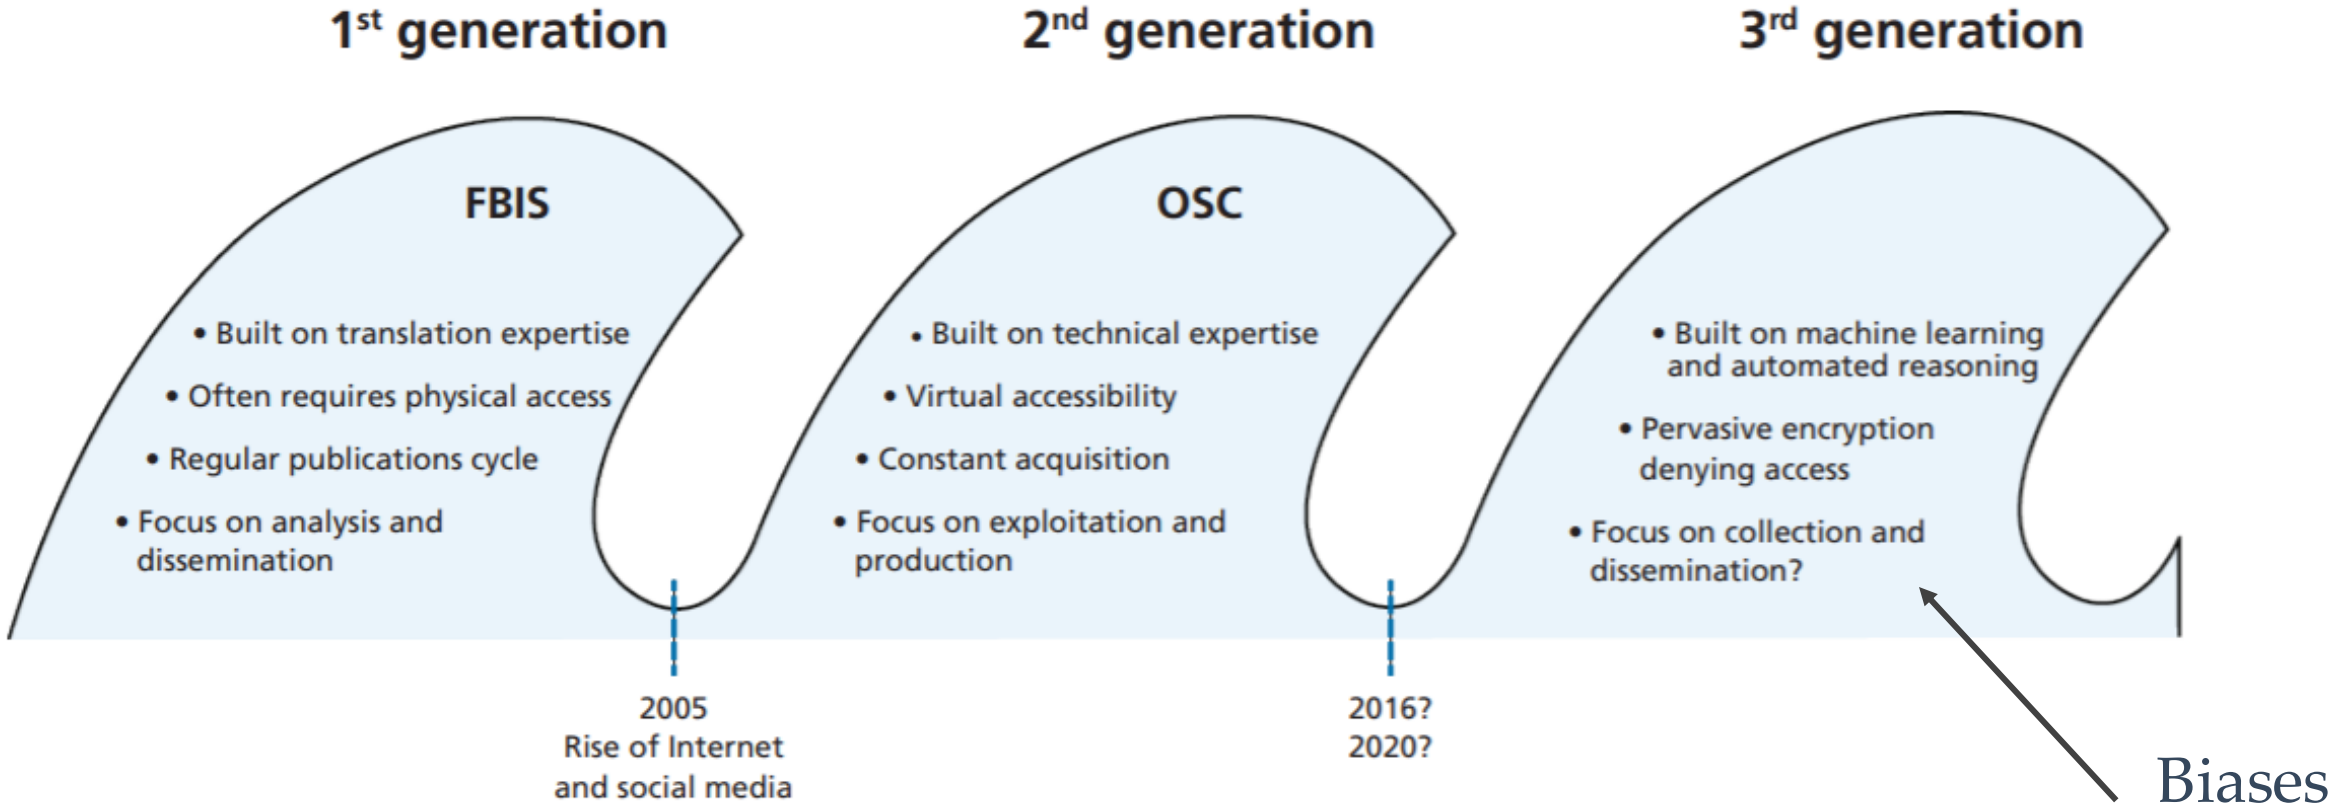 1st generation
FBIS
• Built on translation expertise
• Often requires physical access
• Regular publications cycle
• Focus on analysis and
dissemination
2005
Rise of Internet
and social media
2nd generation
OSC
• Built on technical expertise
• Virtual accessibility
• Constant acquisition
• Focus on exploitation and
production
2016?
2020?
3rd generation
• Built on machine learning
and automated reasoning
• Pervasive encryption
denying access
• Focus on collection and
dissemination?
Biases